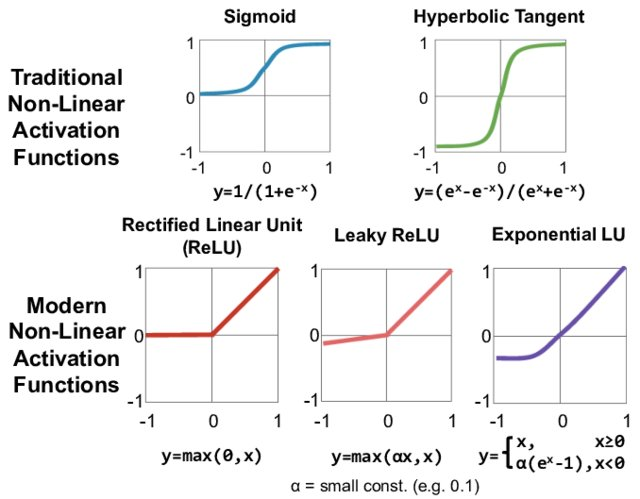 Sigmoid
Hyperbolic Tangent
Traditional
Non-Linear
Activation
Functions
1
0
-1
-1 0 1
y=1/(1+e⁻ˣ)
1
0
-1
-1 0 1
y=(eˣ-e⁻ˣ)/(eˣ+e⁻ˣ)
Rectified Linear Unit
(ReLU)
Leaky ReLU
Exponential LU
Modern
Non-Linear
Activation
Functions
1
0
-1
-1 0 1
y=max(0,x)
1
0
-1
-1 0 1
y=max(αx,x)
1
0
-1
-1 0 1
y={x, x≥0
α(eˣ-1),x<0
α = small const. (e.g. 0.1)